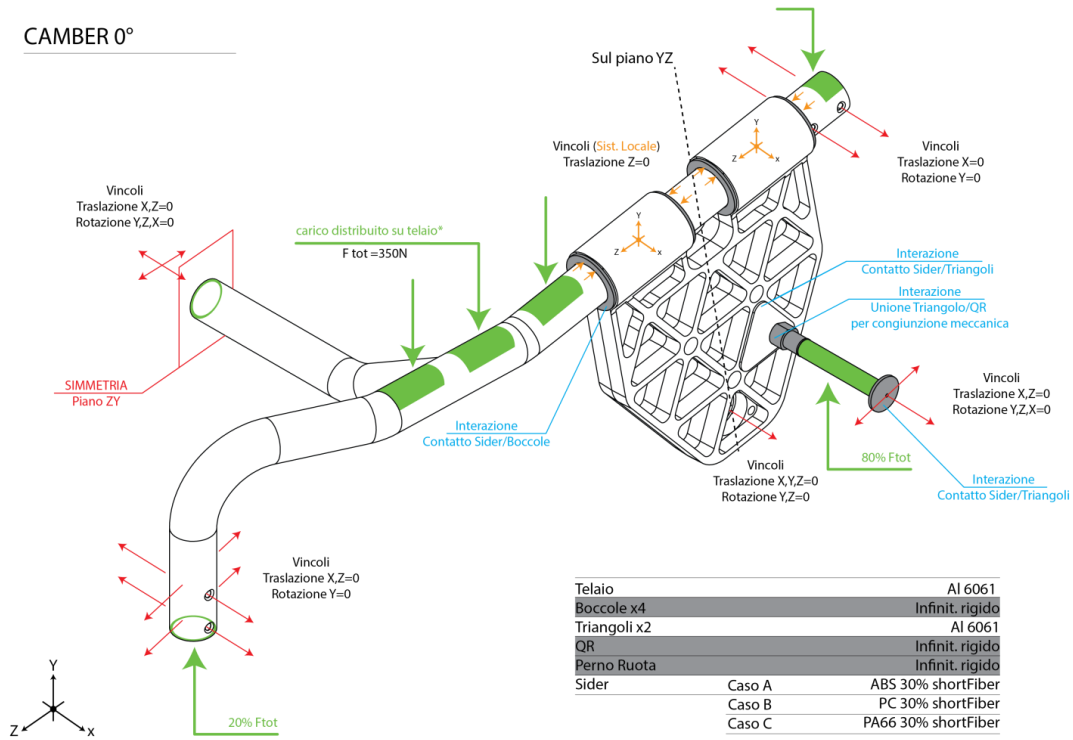 CAMBER 0°
Sul piano YZ
Vincoli (Sist. Locale)
Traslazione Z=0
Y
Z
x
Y
Z
x
Vincoli
Traslazione X=0
Rotazione Y=0
Vincoli
Traslazione X,Z=0
Rotazione Y,Z,X=0
carico distribuito su telaio*
F tot =350N
Interazione
Contatto Sider/Triangoli
Interazione
Unione Triangolo/QR
per congiunzione meccanica
SIMMETRIA
Piano ZY
Vincoli
Traslazione X,Z=0
Rotazione Y,Z,X=0
Interazione
Contatto Sider/Boccole
80% Ftot
Vincoli
Traslazione X,Y,Z=0
Rotazione Y,Z=0
Interazione
Contatto Sider/Triangoli
Vincoli
Traslazione X,Z=0
Rotazione Y=0
Telaio Al 6061
Boccole x4 Infinit. rigido
Triangoli x2 Al 6061
QR Infinit. rigido
Perno Ruota Infinit. rigido
Sider Caso A ABS 30% shortFiber
Caso B PC 30% shortFiber
Caso C PA66 30% shortFiber
Y
Z
x
20% Ftot